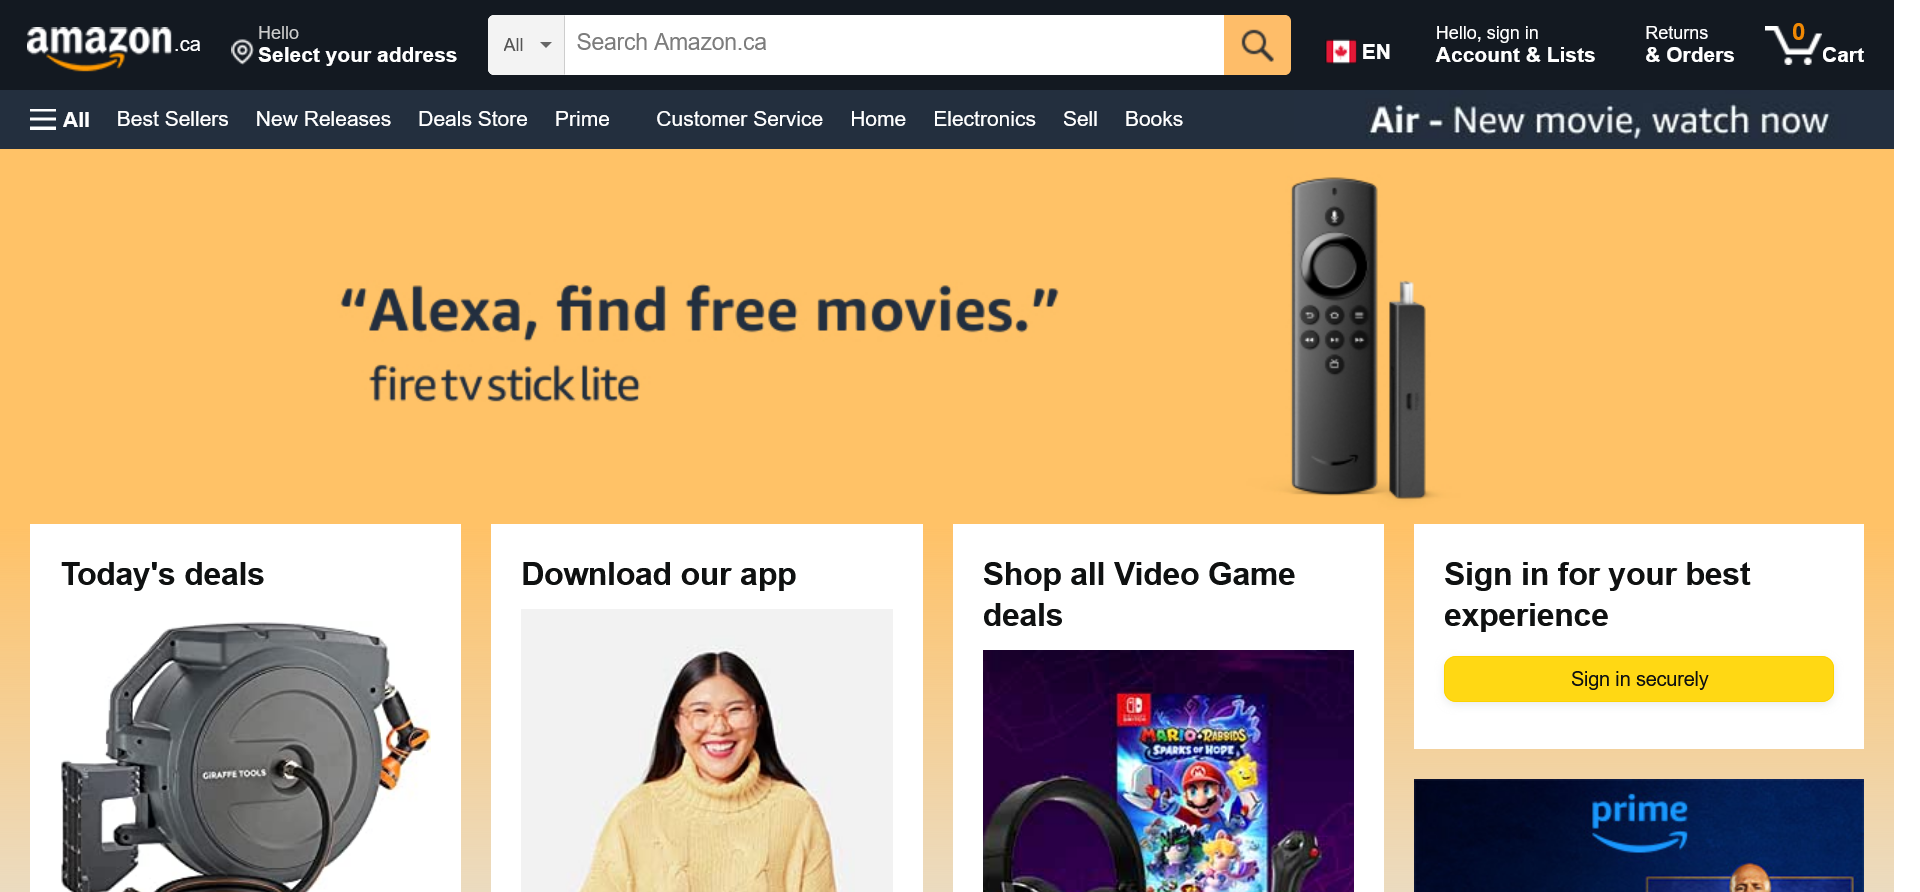 amazon.ca
Hello
Select your address
All
Search Amazon.ca
EN
Hello, sign in
Account & Lists
Returns
& Orders
0
Cart
All
Best Sellers
New Releases
Deals Store
Prime
Customer Service
Home
Electronics
Sell
Books
Air - New movie, watch now
“Alexa, find free movies.”
fire tv stick lite
Today's deals
Download our app
Shop all Video Game
deals
Sign in for your best
experience
Sign in securely
GIRAFFE TOOLS
NINTENDO
SWITCH
MARIO + RABBIDS
SPARKS OF HOPE
prime